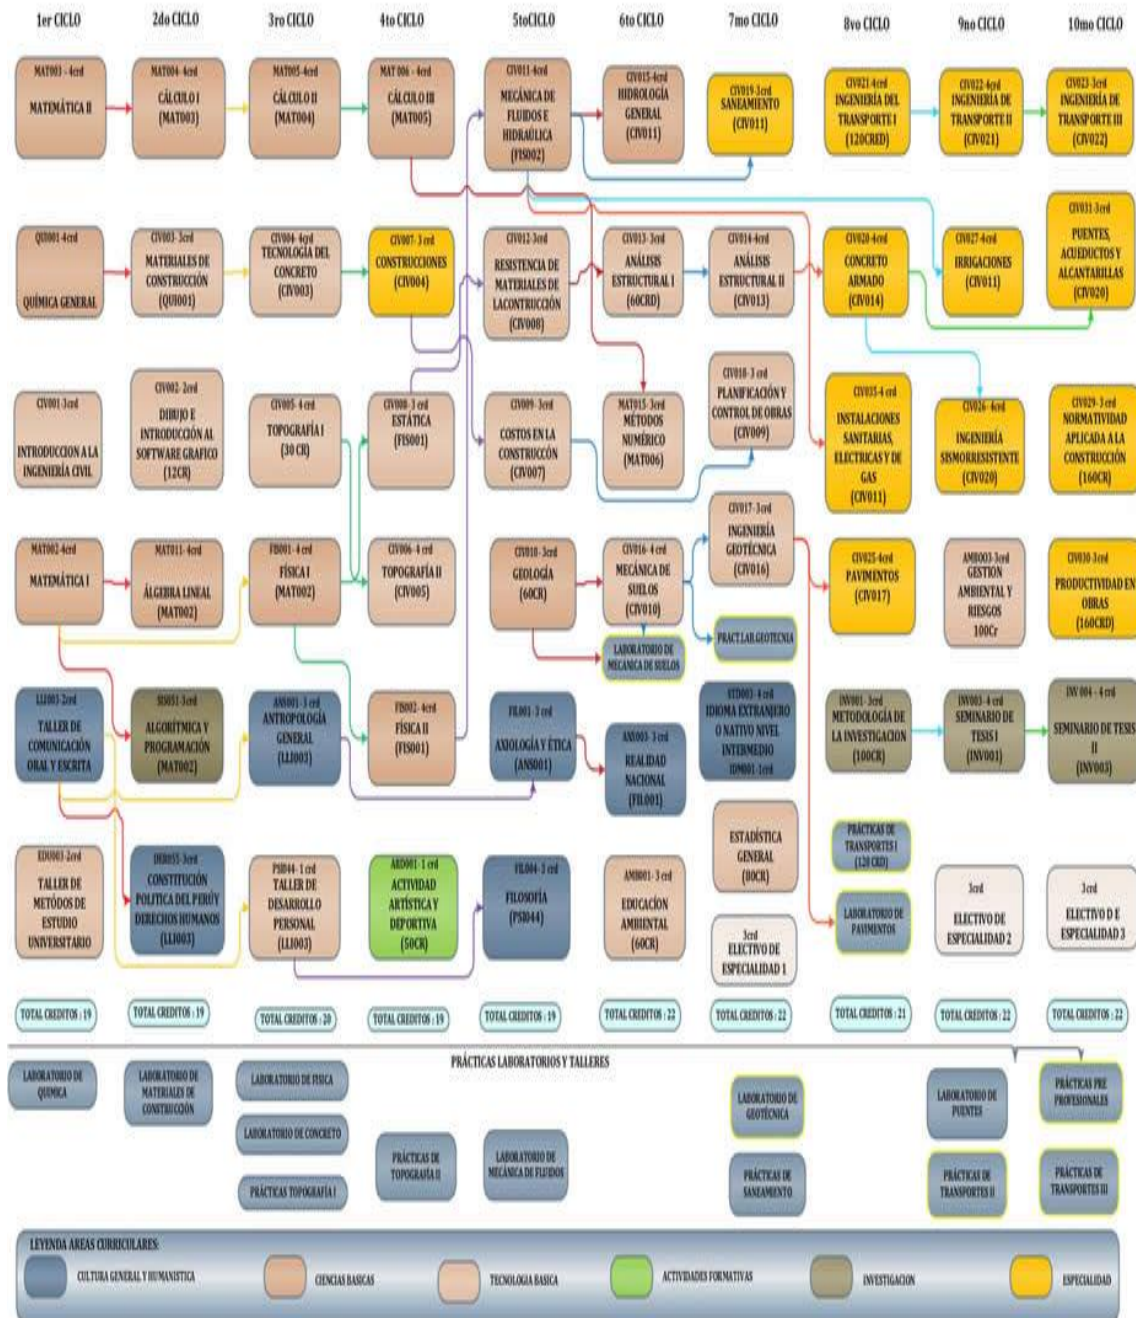 1er CICLO
2do CICLO
3ro CICLO
4to CICLO
5toCICLO
6to CICLO
7mo CICLO
8vo CICLO
9no CICLO
10mo CICLO
MAT003 - 4crd
MATEMÁTICA II
MAT004- 4crd
CÁLCULO I
(MAT003)
MAT005-4crd
CÁLCULO II
(MAT004)
MAT 006 - 4crd
CÁLCULO III
(MAT005)
CIV011-4crd
MECÁNICA DE
FLUIDOS E
HIDRAÚLICA
(FIS002)
CIV015-4crd
HIDROLOGÍA
GENERAL
(CIV011)
CIV019-3crd
SANEAMIENTO
(CIV011)
CIV021-4crd
INGENIERÍA DEL
TRANSPORTE I
(120CRED)
CIV022-4crd
INGENIERÍA DE
TRANSPORTE II
(CIV021)
CIV023-3crd
INGENIERÍA DE
TRANSPORTE III
(CIV022)
QUI001-4crd
QUÍMICA GENERAL
CIV003-3crd
MATERIALES DE
CONSTRUCCIÓN
(QUI001)
CIV004-4crd
TECNOLOGÍA DEL
CONCRETO
(CIV003)
CIV007- 3 crd
CONSTRUCCIONES
(CIV004)
CIV012-3crd
RESISTENCIA DE
MATERIALES DE
LACONTRUCCIÓN
(CIV008)
CIV013- 3 crd
ANÁLISIS
ESTRUCTURAL I
(60CRD)
CIV014-4crd
ANÁLISIS
ESTRUCTURAL II
(CIV013)
CIV020-4crd
CONCRETO
ARMADO
(CIV014)
CIV027-4crd
IRRIGACIONES
(CIV011)
CIV031-3crd
PUENTES,
ACUEDUCTOS Y
ALCANTARILLAS
(CIV020)
CIV001-3crd
INTRODUCCION A LA
INGENIERÍA CIVIL
CIV002- 2crd
DIBUJO E
INTRODUCCIÓN AL
SOFTWARE GRAFICO
(12CR)
CIV005- 4 crd
TOPOGRAFÍA I
(30 CR)
CIV008-3 crd
ESTÁTICA
(FIS001)
CIV009- 3crd
COSTOS EN LA
CONSTRUCCÓN
(CIV007)
MAT015-3crd
MÉTODOS
NUMÉRICO
(MAT006)
CIV018-3 crd
PLANIFICACIÓN Y
CONTROL DE OBRAS
(CIV009)
CIV035-4 crd
INSTALACIONES
SANITARIAS,
ELECTRICAS Y DE
GAS
(CIV011)
CIV026- 4crd
INGENIERÍA
SISMORRESISTENTE
(CIV020)
CIV029- 3 crd
NORMATIVIDAD
APLICADA A LA
CONSTRUCCIÓN
(160CR)
MAT002-4crd
MATEMÁTICA I
MAT011- 4crd
ÁLGEBRA LINEAL
(MAT002)
FIS001- 4 crd
FÍSICA I
(MAT002)
CIV006- 4 crd
TOPOGRAFÍA II
(CIV005)
CIV010- 3crd
GEOLOGÍA
(60CR)
CIV016- 4 crd
MECÁNICA DE
SUELOS
(CIV010)
LABORATORIO DE
MECÁNICA DE SUELOS
CIV017- 3crd
INGENIERÍA
GEOTÉCNICA
(CIV016)
PRACT.LAB.GEOTECNIA
CIV025-4crd
PAVIMENTOS
(CIV017)
AMB003-3crd
GESTION
AMBIENTAL Y
RIESGOS
100Cr
CIV030-3crd
PRODUCTIVIDAD EN
OBRAS
(160CRD)
LLI003-2crd
TALLER DE
COMUNICACIÓN
ORAL Y ESCRITA
SIS051-3crd
ALGORÍTMICA Y
PROGRAMACIÓN
(MAT002)
ANS001-3 crd
ANTROPOLOGÍA
GENERAL
(LLI003)
FIS002-4crd
FÍSICA II
(FIS001)
FIL001-3 crd
AXIOLOGÍA Y ÉTICA
(ANS001)
ANS003- 3 crd
REALIDAD
NACIONAL
(FIL001)
IDIOMA EXTRANJERO
O NATIVO NIVEL
INTERMEDIO
IDM001-1crd
INV001- 3crd
METODOLOGÍA DE
LA INVESTIGACION
(100CR)
INV003-4 crd
SEMINARIO DE
TESIS I
(INV001)
INV 004 - 4 crd
SEMINARIO DE TESIS
II
(INV003)
EDU003-2crd
TALLER DE
METÓDOS DE
ESTUDIO
UNIVERSITARIO
DER055-3crd
CONSTITUCIÓN
POLITICA DEL PERÚY
DERECHOS HUMANOS
(LLI003)
PSI044- 1 crd
TALLER DE
DESARROLLO
PERSONAL
(LLI003)
ARD001- 1 crd
ACTIVIDAD
ARTÍSTICA Y
DEPORTIVA
(50CR)
FIL004-3 crd
FILOSOFÍA
(PSI044)
AMB001- 3 crd
EDUCACÍON
AMBIENTAL
(60CR)
ESTADÍSTICA
GENERAL
(80CR)
3crd
ELECTIVO DE
ESPECIALIDAD 1
PRÁCTICAS DE
TRANSPORTES I
(120 CRD)
LABORATORIO DE
PAVIMENTOS
3crd
ELECTIVO DE
ESPECIALIDAD 2
3crd
ELECTIVO D E
ESPECIALIDAD 3
TOTAL CREDITOS : 19
TOTAL CREDITOS : 19
TOTAL CREDITOS : 20
TOTAL CREDITOS : 19
TOTAL CREDITOS : 19
TOTAL CREDITOS : 22
TOTAL CREDITOS : 22
TOTAL CREDITOS : 21
TOTAL CREDITOS : 22
TOTAL CREDITOS : 22
PRÁCTICAS LABORATORIOS Y TALLERES
LABORATORIO DE
QUIMICA
LABORATORIO DE
MATERIALES DE
CONSTRUCCIÓN
LABORATORIO DE FISICA
LABORATORIO DE CONCRETO
PRÁCTICAS TOPOGRAFÍA I
PRÁCTICAS DE
TOPOGRAFÍA II
LABORATORIO DE
MECÁNICA DE FLUIDOS
LABORATORIO DE
GEOTÉCNICA
PRÁCTICAS DE
SANEAMIENTO
LABORATORIO DE
PUENTES
PRÁCTICAS DE
TRANSPORTES II
PRÁCTICAS PRE
PROFESIONALES
PRÁCTICAS DE
TRANSPORTES III
LEYENDA AREAS CURRICULARES:
CULTURA GENERAL Y HUMANISTICA
CIENCIAS BASICAS
TECNOLOGIA BASICA
ACTIVIDADES FORMATIVAS
INVESTIGACION
ESPECIALIDAD